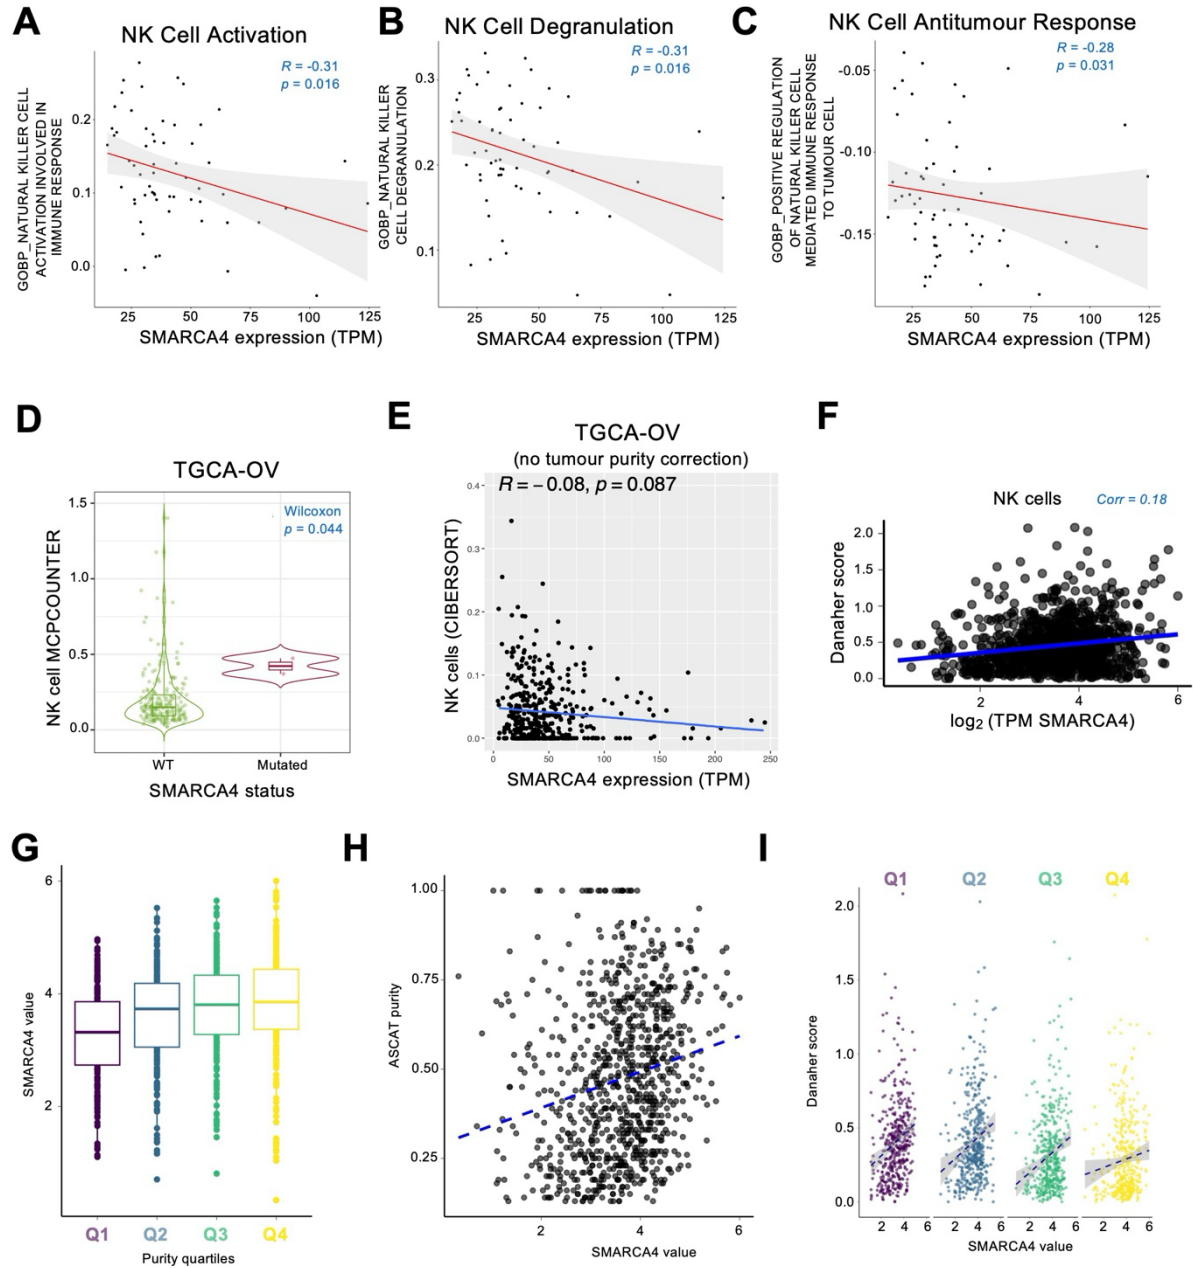 A
NK Cell Activation
R = -0.31
p = 0.016
GOBP_NATURAL KILLER CELL
ACTIVATION INVOLVED IN
IMMUNE RESPONSE
0.2
0.1
0.0
25 50 75 100 125
SMARCA4 expression (TPM)
B
NK Cell Degranulation
R = -0.31
p = 0.016
GOBP_NATURAL KILLER
CELL DEGRANULATION
0.3
0.2
0.1
25 50 75 100 125
SMARCA4 expression (TPM)
C
NK Cell Antitumour Response
R = -0.28
p = 0.031
GOBP_POSITIVE REGULATION
OF NATURAL KILLER CELL
MEDIATED IMMUNE RESPONSE
TO TUMOUR CELL
-0.05
-0.10
-0.15
25 50 75 100 125
SMARCA4 expression (TPM)
D
TGCA-OV
Wilcoxon
p = 0.044
NK cell MCPCOUNTER
1.5
1.0
0.5
0.0
WT Mutated
SMARCA4 status
E
TGCA-OV
(no tumour purity correction)
R = − 0.08, p = 0.087
NK cells (CIBERSORT)
0.4
0.3
0.2
0.1
0.0
0 50 100 150 200 250
SMARCA4 expression (TPM)
F
NK cells
Corr = 0.18
Danaher score
2.0
1.5
1.0
0.5
0.0
2 4 6
log2 (TPM SMARCA4)
G
SMARCA4 value
6
4
2
Q1 Q2 Q3 Q4
Purity quartiles
H
ASCAT purity
1.00
0.75
0.50
0.25
2 4 6
SMARCA4 value
I
Q1 Q2 Q3 Q4
Danaher score
2.0
1.5
1.0
0.5
0.0
2 4 6 2 4 6 2 4 6 2 4 6
SMARCA4 value